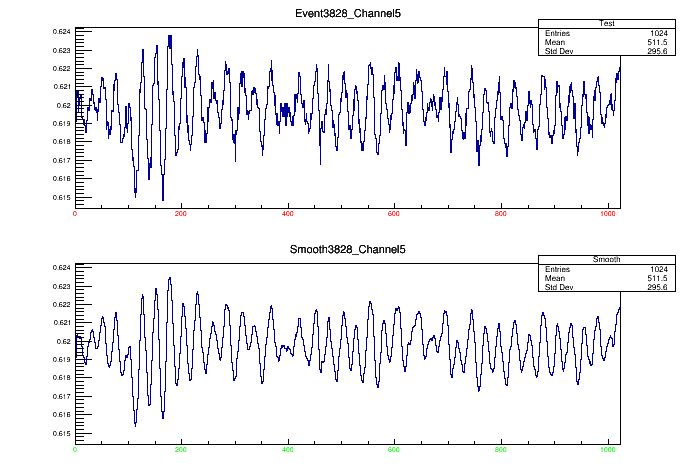 Event3828_Channel5
Test
Entries 1024
Mean 511.5
Std Dev 295.6
0.624
0.623
0.622
0.621
0.62
0.619
0.618
0.617
0.616
0.615
0 200 400 600 800 1000
Smooth3828_Channel5
Smooth
Entries 1024
Mean 511.5
Std Dev 295.6
0.624
0.623
0.622
0.621
0.62
0.619
0.618
0.617
0.616
0.615
0 200 400 600 800 1000